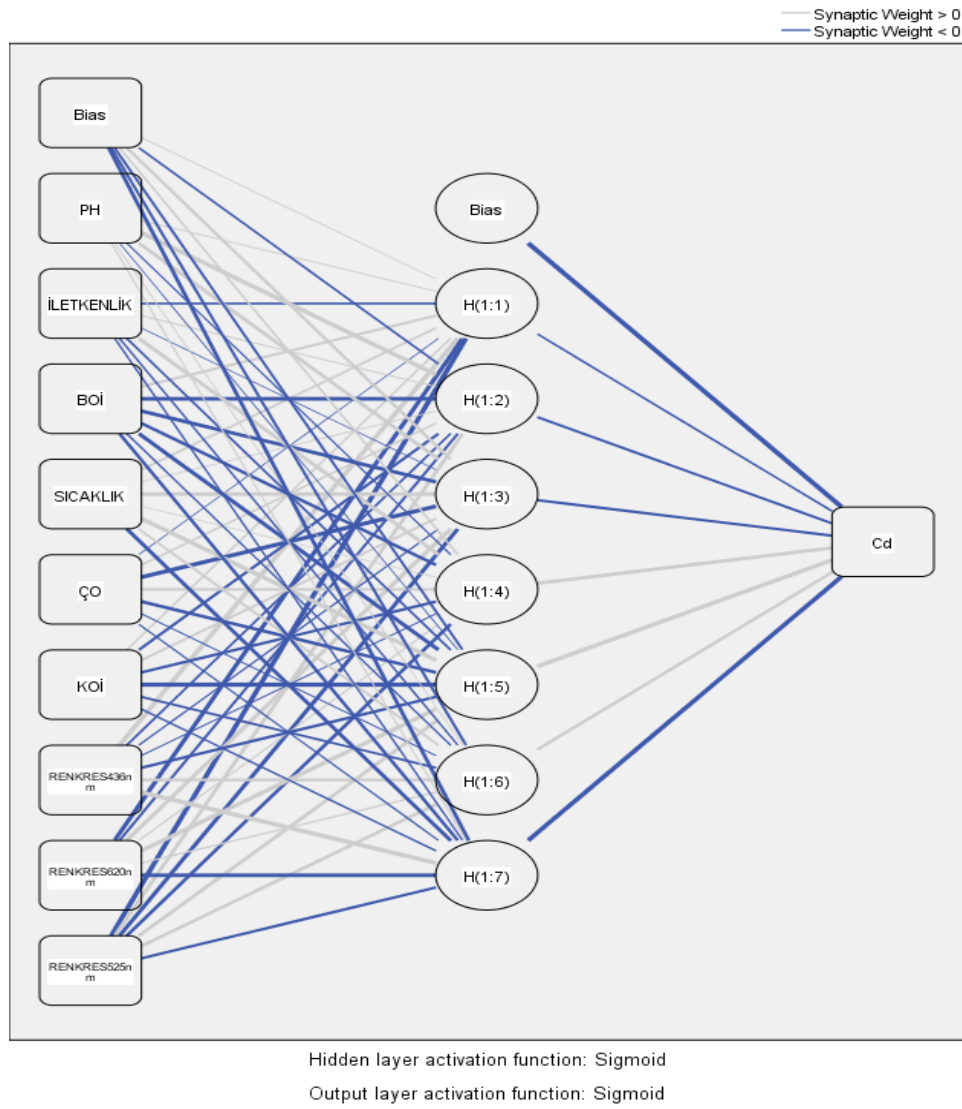 Synaptic Weight > 0
Synaptic Weight < 0
Bias
PH
İLETKENLİK
BOİ
SICAKLIK
ÇO
KOİ
RENKRES436n
m
RENKRES620n
m
RENKRES525n
m
Bias
H(1:1)
H(1:2)
H(1:3)
H(1:4)
H(1:5)
H(1:6)
H(1:7)
Cd
Hidden layer activation function: Sigmoid
Output layer activation function: Sigmoid